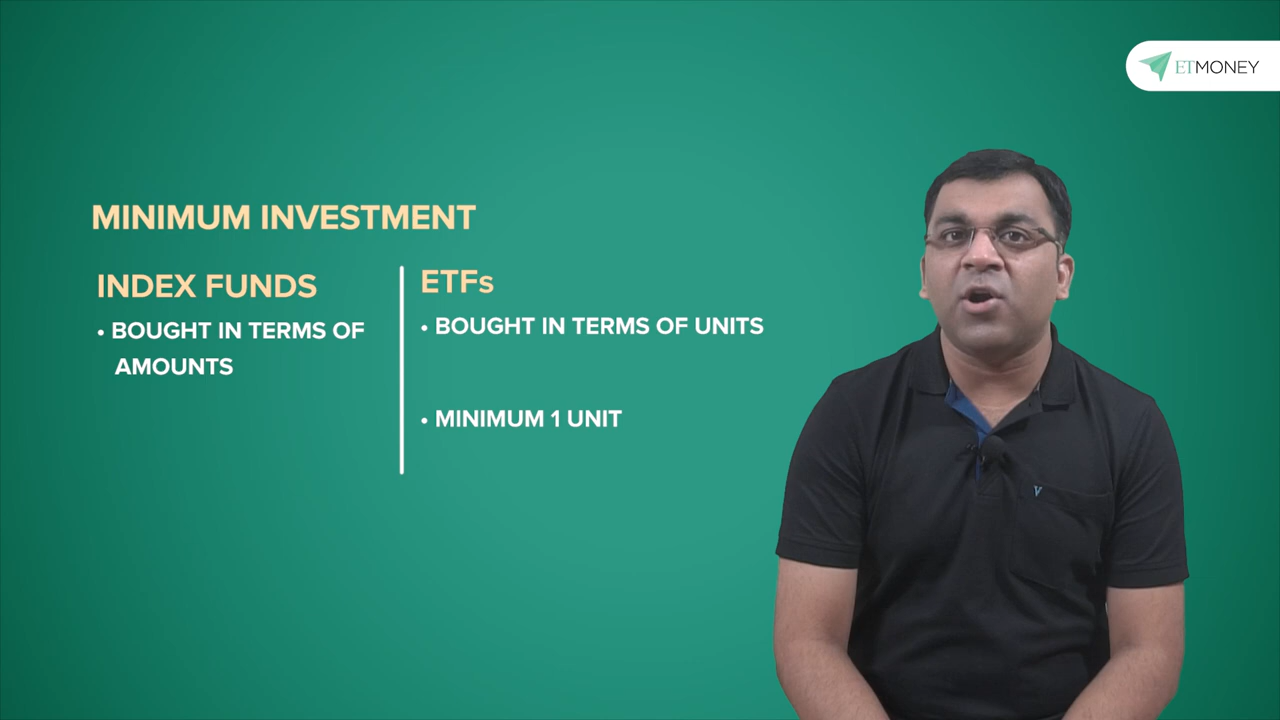 ETMONEY
MINIMUM INVESTMENT
INDEX FUNDS
• BOUGHT IN TERMS OF
AMOUNTS
ETFs
• BOUGHT IN TERMS OF UNITS
• MINIMUM 1 UNIT
V